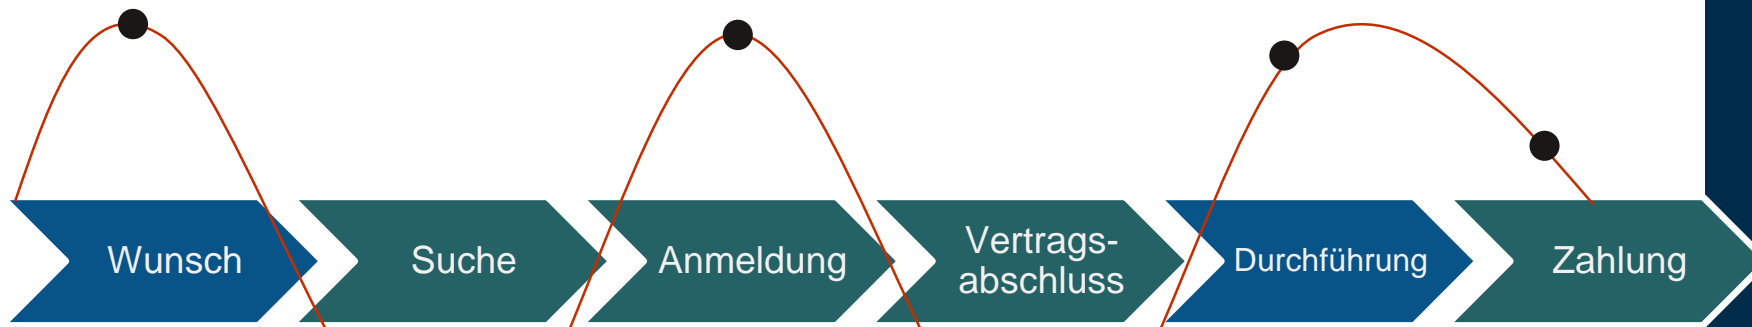 Wunsch
Suche
Anmeldung
Vertrags-
abschluss
Durchführung
Zahlung